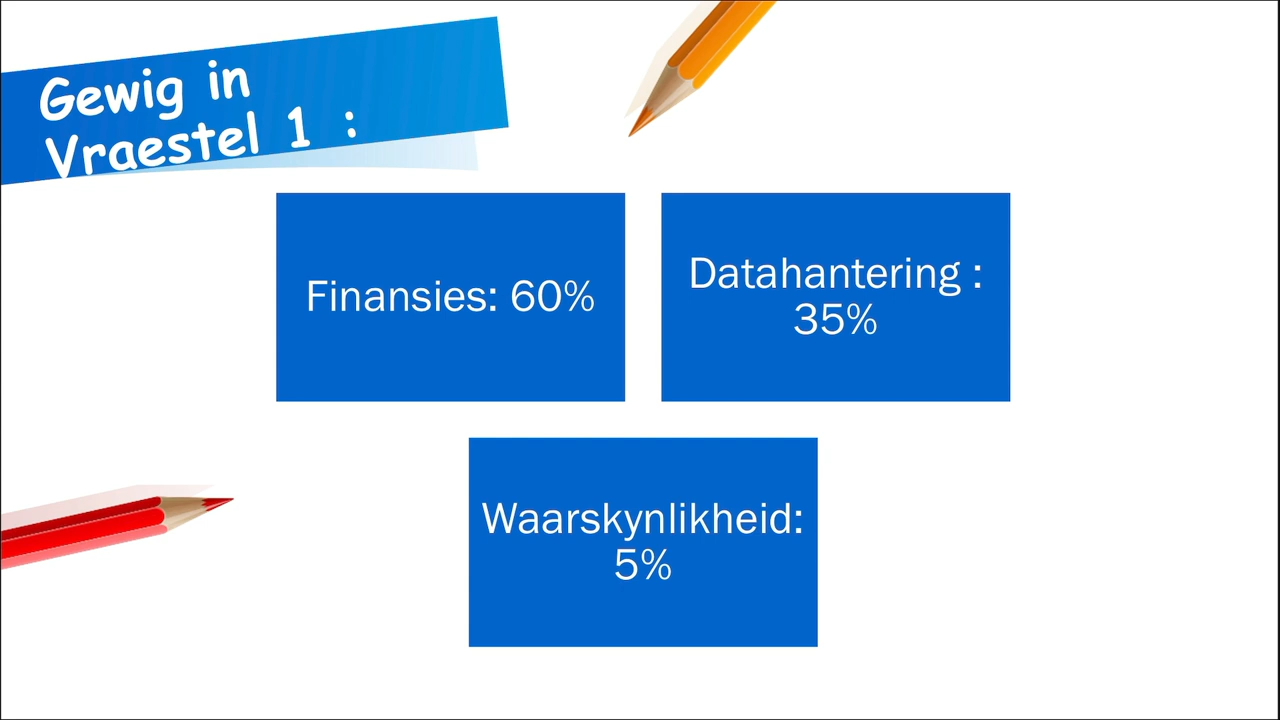 Gewig in
Vraestel 1 :
Finansies: 60%
Datahantering :
35%
Waarskynlikheid:
5%